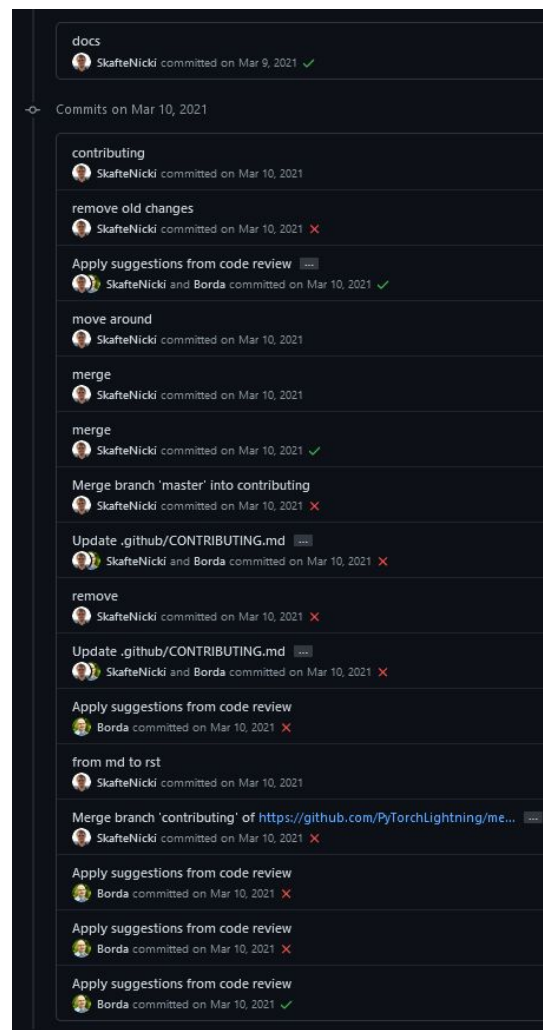 docs
SkafteNicki committed on Mar 9, 2021
Commits on Mar 10, 2021
contributing
SkafteNicki committed on Mar 10, 2021
remove old changes
SkafteNicki committed on Mar 10, 2021
Apply suggestions from code review ...
SkafteNicki and Borda committed on Mar 10, 2021
move around
SkafteNicki committed on Mar 10, 2021
merge
SkafteNicki committed on Mar 10, 2021
merge
SkafteNicki committed on Mar 10, 2021
Merge branch 'master' into contributing
SkafteNicki committed on Mar 10, 2021
Update .github/CONTRIBUTING.md ...
SkafteNicki and Borda committed on Mar 10, 2021
remove
SkafteNicki committed on Mar 10, 2021
Update .github/CONTRIBUTING.md ...
SkafteNicki and Borda committed on Mar 10, 2021
Apply suggestions from code review
Borda committed on Mar 10, 2021
from md to rst
SkafteNicki committed on Mar 10, 2021
Merge branch 'contributing' of https://github.com/PyTorchLightning/me... ...
SkafteNicki committed on Mar 10, 2021
Apply suggestions from code review
Borda committed on Mar 10, 2021
Apply suggestions from code review
Borda committed on Mar 10, 2021
Apply suggestions from code review
Borda committed on Mar 10, 2021